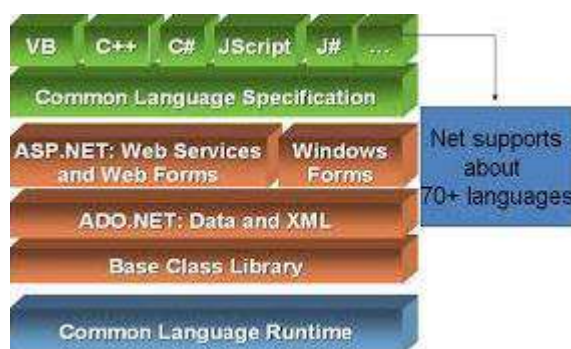 VB C++ C# JScript J# ...
Common Language Specification
ASP.NET: Web Services Windows
and Web Forms Forms
ADO.NET: Data and XML
Base Class Library
Common Language Runtime
Net supports
about
70+ languages